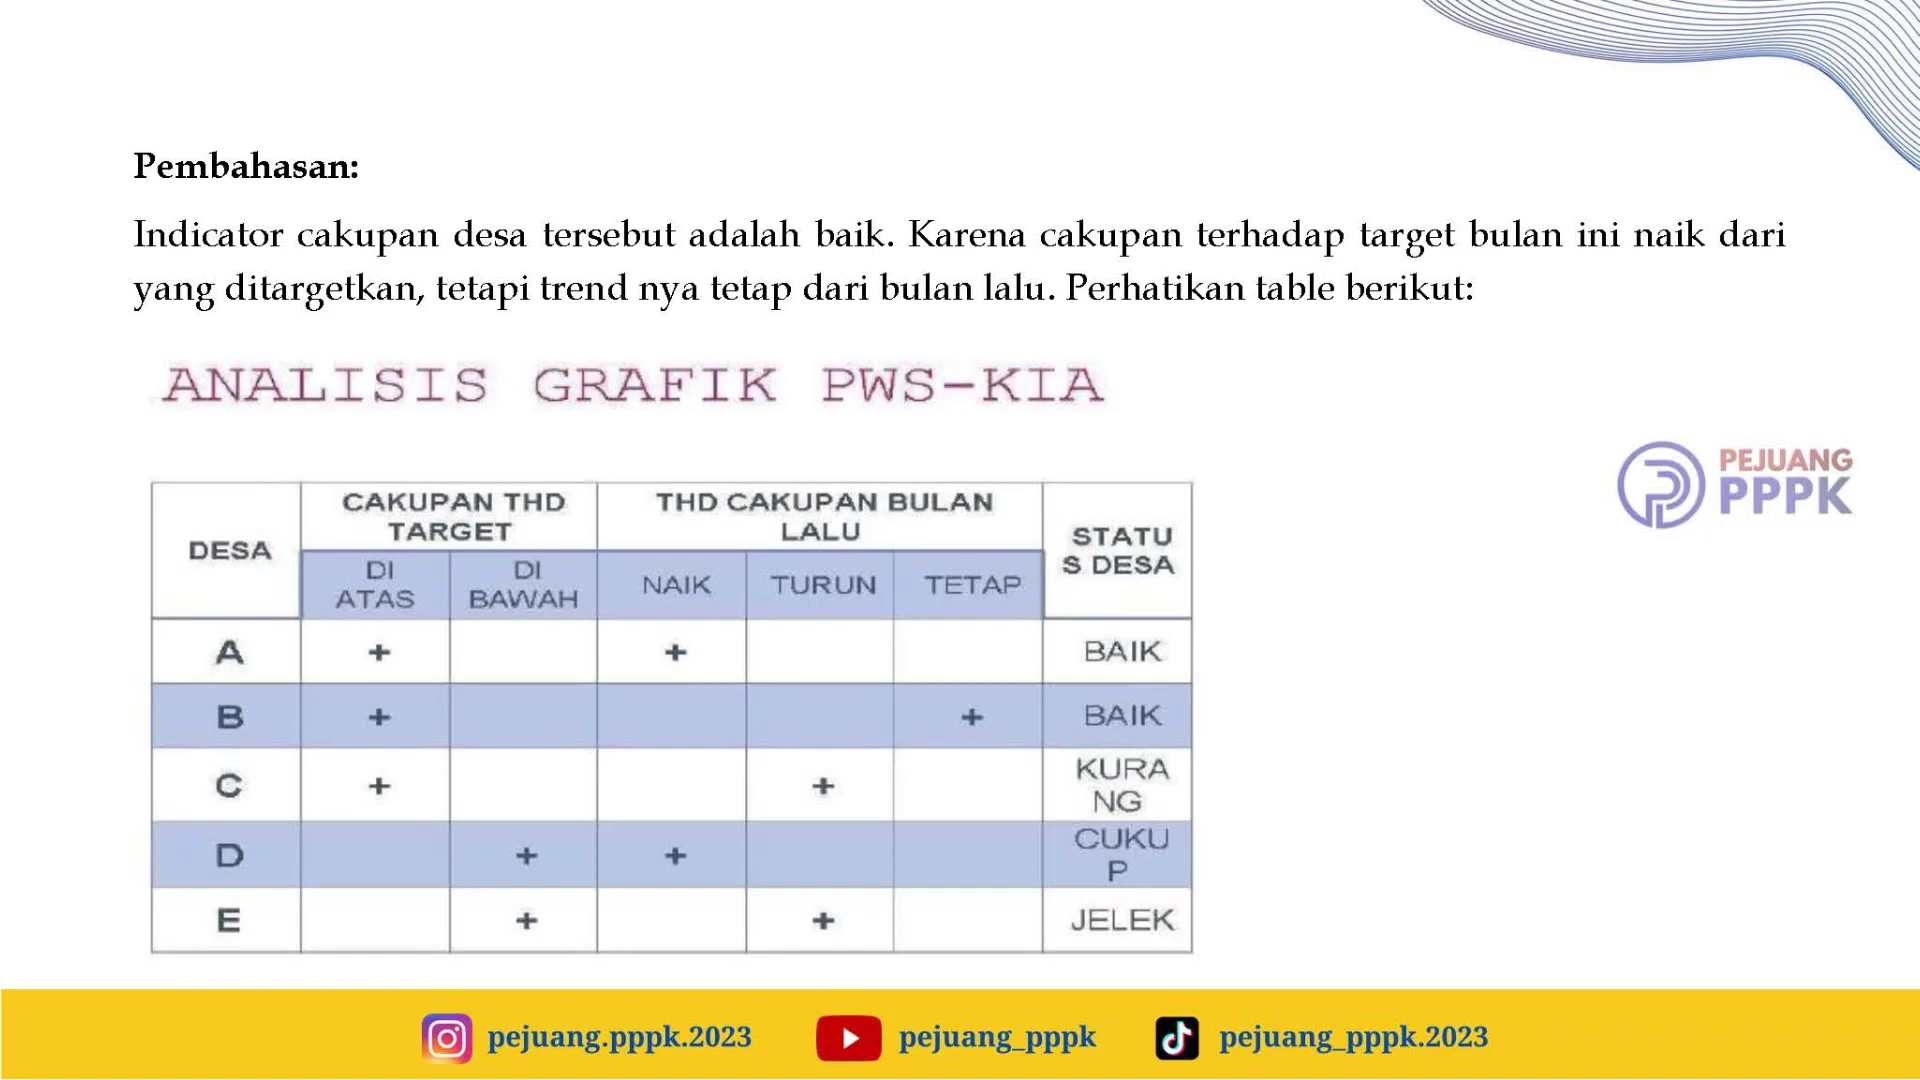 Pembahasan:
Indicator cakupan desa tersebut adalah baik. Karena cakupan terhadap target bulan ini naik dari
yang ditargetkan, tetapi trend nya tetap dari bulan lalu. Perhatikan table berikut:
ANALISIS GRAFIK PWS-KIA
PEJUANG
PPPK
DESA
CAKUPAN THD
TARGET
THD CAKUPAN BULAN
LALU
STATU
S DESA
DI
ATAS
DI
BAWAH
NAIK
TURUN
TETAP
A + + BAIK
B + + BAIK
C + + KURA
NG
D + + CUKU
P
E + + JELEK
pejuang.pppk.2023
pejuang_pppk
pejuang_pppk.2023